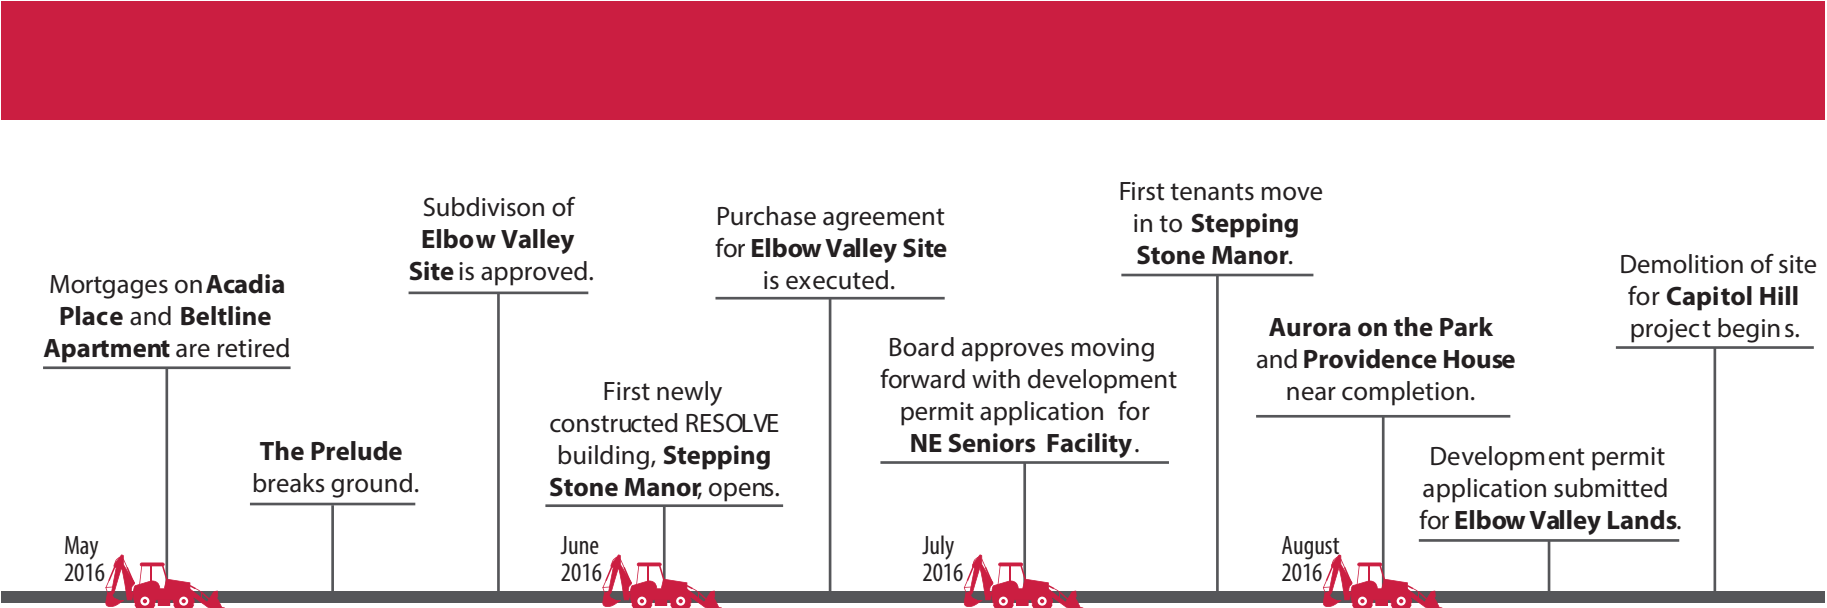 Mortgages on Acadia
Place and Beltline
Apartment are retired
The Prelude
breaks ground.
Subdivison of
Elbow Valley
Site is approved.
First newly
constructed RESOLVE
building, Stepping
Stone Manor, opens.
Purchase agreement
for Elbow Valley Site
is executed.
Board approves moving
forward with development
permit application for
NE Seniors Facility.
First tenants move
in to Stepping
Stone Manor.
Aurora on the Park
and Providence House
near completion.
Development permit
application submitted
for Elbow Valley Lands.
Demolition of site
for Capitol Hill
project begins.
May
2016
June
2016
July
2016
August
2016